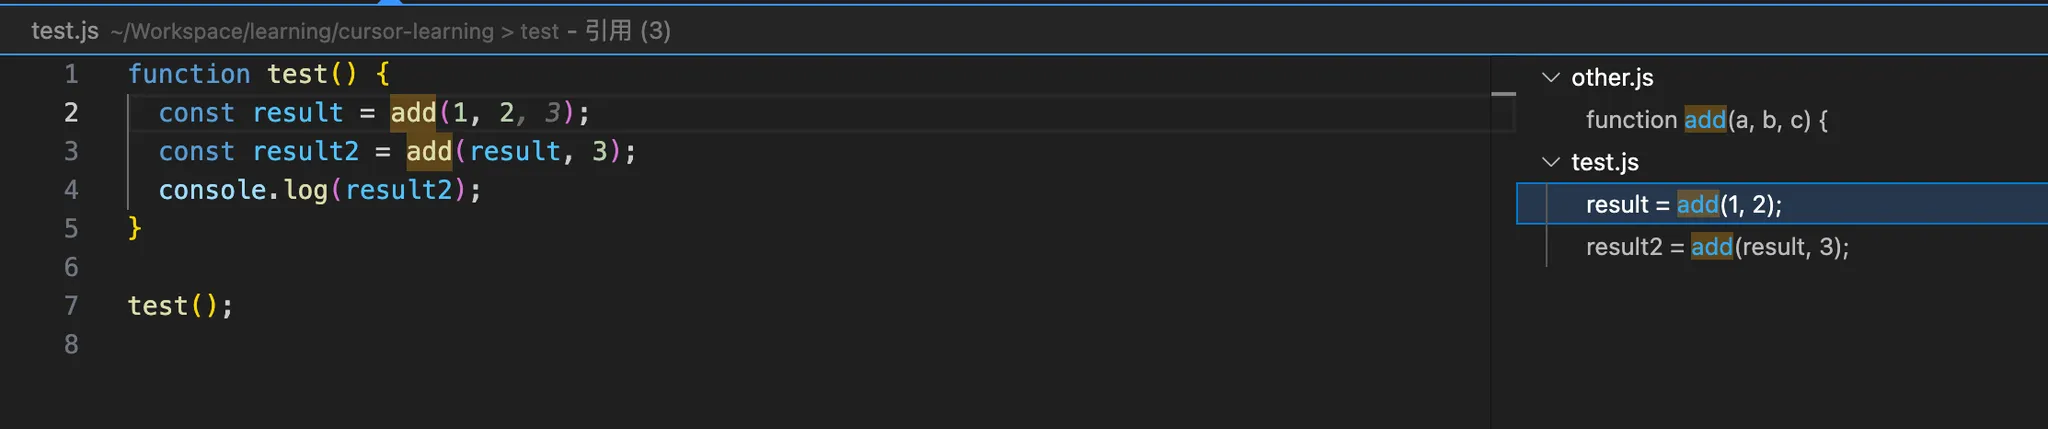 test.js ~/Workspace/learning/cursor-learning > test - 引用 (3)
1 function test() {
2 const result = add(1, 2, 3);
3 const result2 = add(result, 3);
4 console.log(result2);
5 }
6
7 test();
8
other.js
function add(a, b, c) {
test.js
result = add(1, 2);
result2 = add(result, 3);